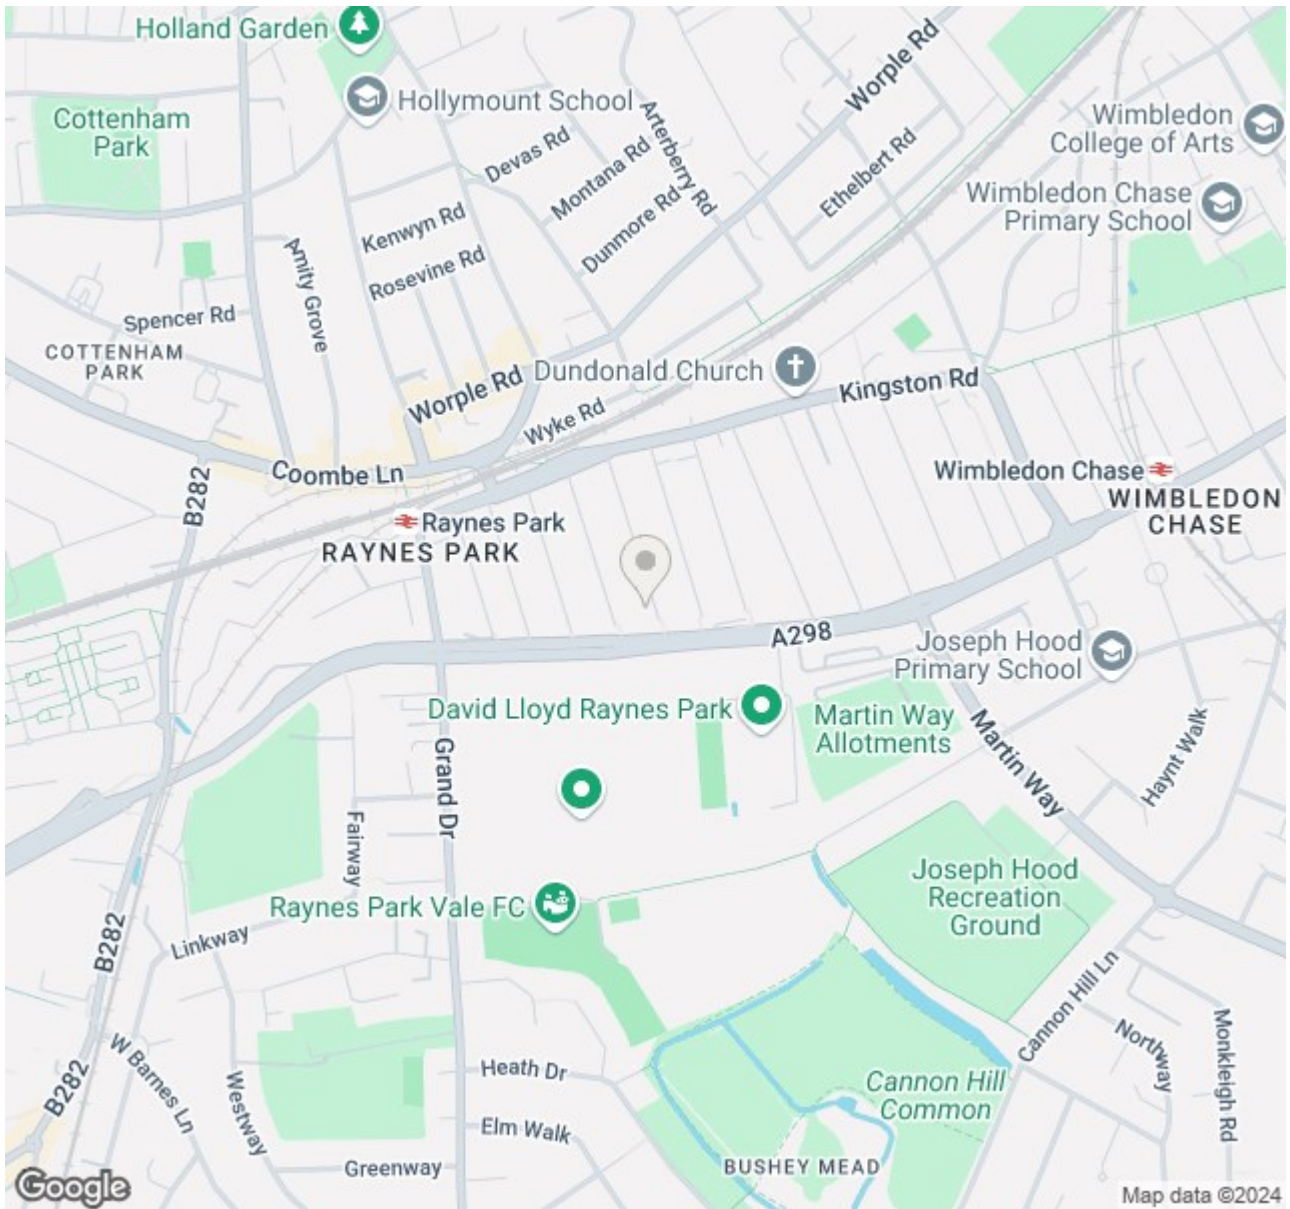 Holland Garden
Worple Rd
Hollymount School
Arterberry Rd
Wimbledon
College of Arts
Cottenham
Park
Devas Rd
Montana Rd
Ethelbert Rd
Wimbledon Chase
Primary School
Kenwyn Rd
Dunmore Rd
Amity Grove
Rosevine Rd
Spencer Rd
COTTENHAM
PARK
Worple Rd
Dundonald Church
Kingston Rd
Wyke Rd
Coombe Ln
Wimbledon Chase
WIMBLEDON
CHASE
B282
Raynes Park
RAYNES PARK
A298
Joseph Hood
Primary School
David Lloyd Raynes Park
Martin Way
Allotments
Martin Way
Haynt Walk
Grand Dr
Fairway
Joseph Hood
Recreation
Ground
Raynes Park Vale FC
Linkway
B282
Cannon Hill Ln
Northway
Monkleigh Rd
W Barnes Ln
B282
Westway
Heath Dr
Cannon Hill
Common
Elm Walk
Greenway
BUSHEY MEAD
Google
Map data ©2024